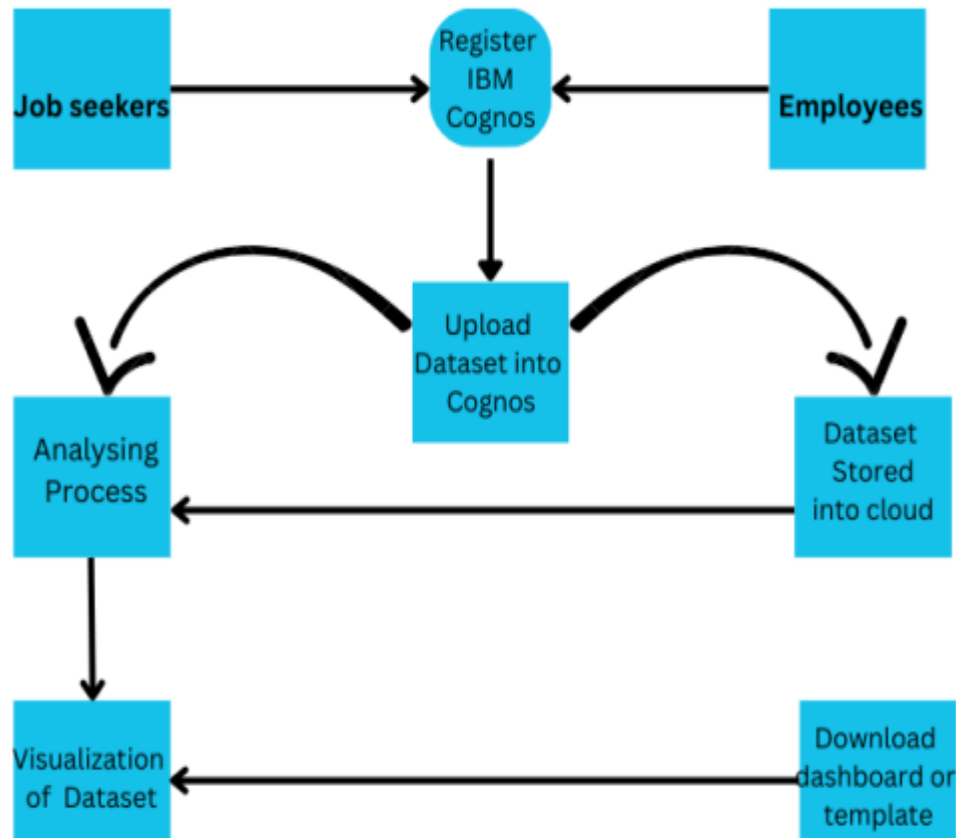 Job seekers
Register
IBM
Cognos
Employees
Upload
Dataset into
Cognos
Analysing
Process
Dataset
Stored
into cloud
Visualization
of Dataset
Download
dashboard or
template